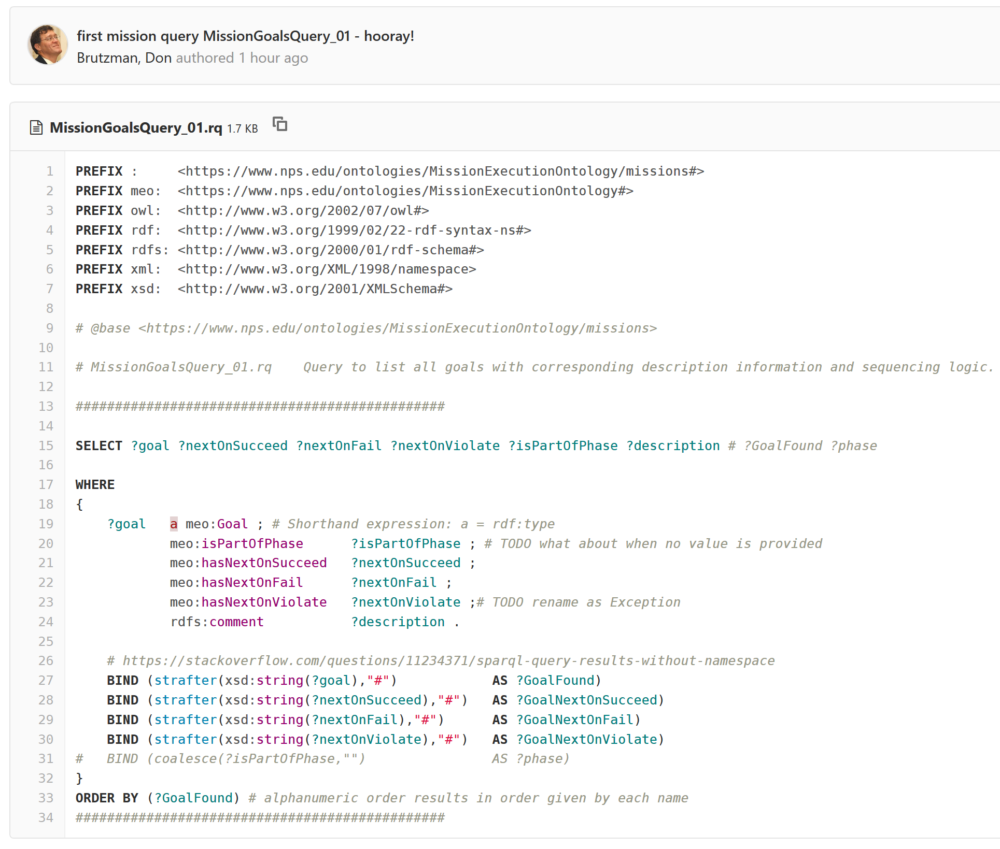 first mission query MissionGoalsQuery_01 - hooray!
Brutzman, Don authored 1 hour ago
MissionGoalsQuery_01.rq 1.7 KB
1 PREFIX :     <https://www.nps.edu/ontologies/MissionExecutionOntology/missions#>
2 PREFIX meo:  <https://www.nps.edu/ontologies/MissionExecutionOntology#>
3 PREFIX owl:  <http://www.w3.org/2002/07/owl#>
4 PREFIX rdf:  <http://www.w3.org/1999/02/22-rdf-syntax-ns#>
5 PREFIX rdfs: <http://www.w3.org/2000/01/rdf-schema#>
6 PREFIX xml:  <http://www.w3.org/XML/1998/namespace>
7 PREFIX xsd:  <http://www.w3.org/2001/XMLSchema#>
8
9 # @base <https://www.nps.edu/ontologies/MissionExecutionOntology/missions>
10
11 # MissionGoalsQuery_01.rq    Query to list all goals with corresponding description information and sequencing logic.
12
13 ###############################################
14
15 SELECT ?goal ?nextOnSucceed ?nextOnFail ?nextOnViolate ?isPartOfPhase ?description # ?GoalFound ?phase
16
17 WHERE
18 {
19     ?goal   a meo:Goal ; # Shorthand expression: a = rdf:type
20             meo:isPartOfPhase      ?isPartOfPhase ; # TODO what about when no value is provided
21             meo:hasNextOnSucceed   ?nextOnSucceed ;
22             meo:hasNextOnFail      ?nextOnFail ;
23             meo:hasNextOnViolate   ?nextOnViolate ;# TODO rename as Exception
24             rdfs:comment           ?description .
25
26     # https://stackoverflow.com/questions/11234371/sparql-query-results-without-namespace
27     BIND (strafter(xsd:string(?goal),"#")            AS ?GoalFound)
28     BIND (strafter(xsd:string(?nextOnSucceed),"#")   AS ?GoalNextOnSucceed)
29     BIND (strafter(xsd:string(?nextOnFail),"#")      AS ?GoalNextOnFail)
30     BIND (strafter(xsd:string(?nextOnViolate),"#")   AS ?GoalNextOnViolate)
31 #   BIND (coalesce(?isPartOfPhase,"")                AS ?phase)
32 }
33 ORDER BY (?GoalFound) # alphanumeric order results in order given by each name
34 ###############################################